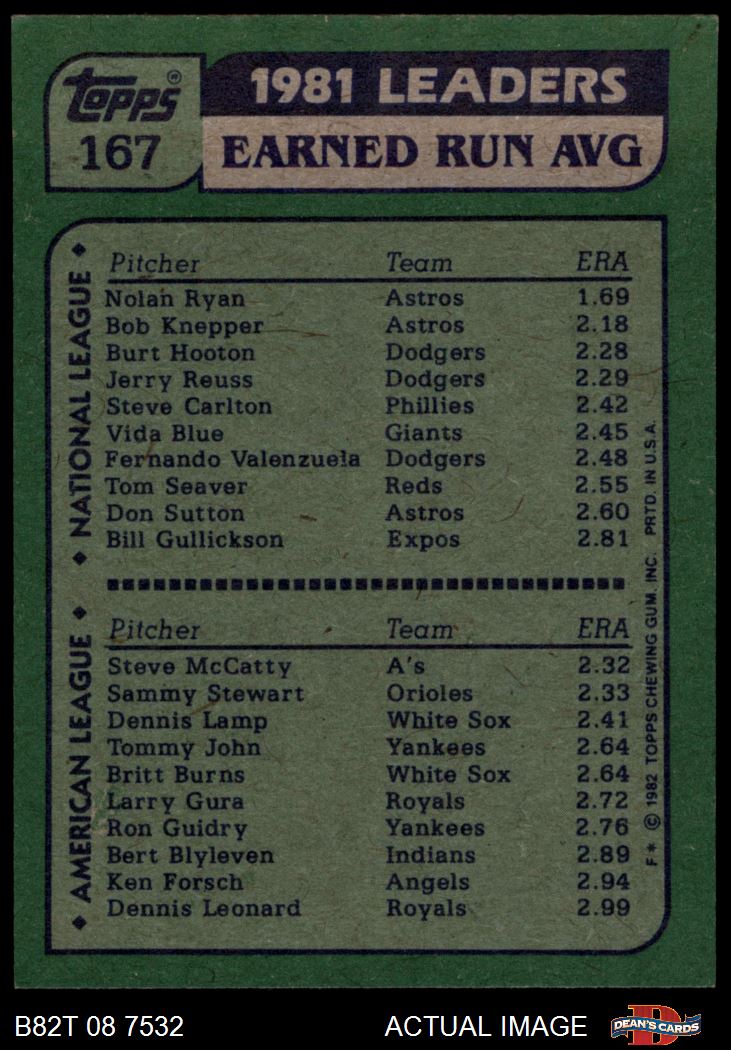 topps®
167
1981 LEADERS
EARNED RUN AVG
NATIONAL LEAGUE
Pitcher Team ERA
Nolan Ryan Astros 1.69
Bob Knepper Astros 2.18
Burt Hooton Dodgers 2.28
Jerry Reuss Dodgers 2.29
Steve Carlton Phillies 2.42
Vida Blue Giants 2.45
Fernando Valenzuela Dodgers 2.48
Tom Seaver Reds 2.55
Don Sutton Astros 2.60
Bill Gullickson Expos 2.81
AMERICAN LEAGUE
Pitcher Team ERA
Steve McCatty A's 2.32
Sammy Stewart Orioles 2.33
Dennis Lamp White Sox 2.41
Tommy John Yankees 2.64
Britt Burns White Sox 2.64
Larry Gura Royals 2.72
Ron Guidry Yankees 2.76
Bert Blyleven Indians 2.89
Ken Forsch Angels 2.94
Dennis Leonard Royals 2.99
F* © 1982 TOPPS CHEWING GUM, INC. PRTD. IN U.S.A.
B82T 08 7532 ACTUAL IMAGE
D
DEAN'S CARDS